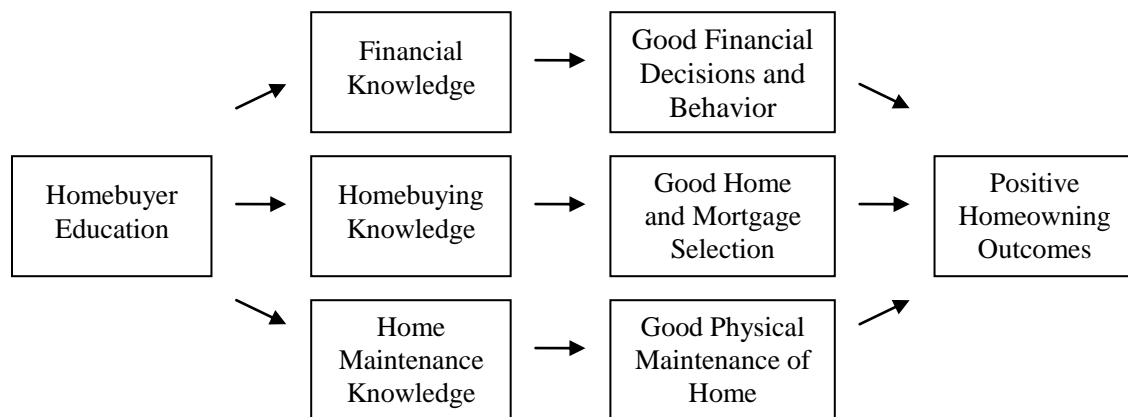 Financial
Knowledge
Good Financial
Decisions and
Behavior
Homebuyer
Education
Homebuying
Knowledge
Good Home
and Mortgage
Selection
Positive
Homeowning
Outcomes
Home
Maintenance
Knowledge
Good Physical
Maintenance of
Home